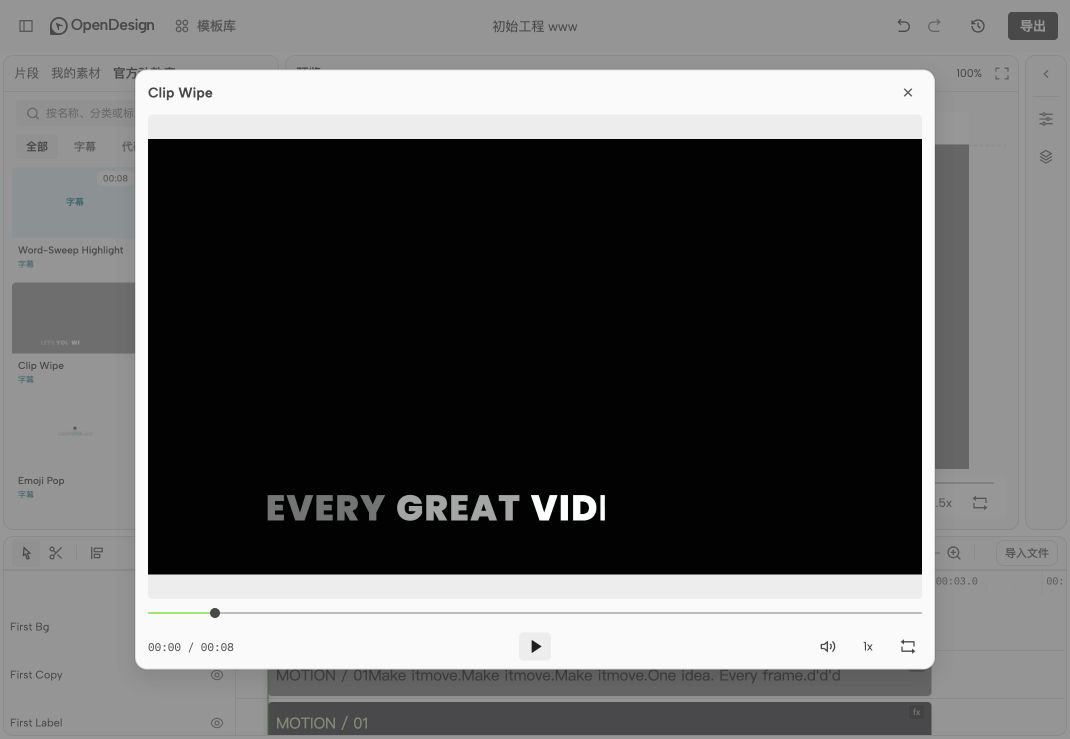 OpenDesign
模板库
初始工程 www
导出
片段 我的素材 官方
100%
按名称、分类或标
全部 字幕
00:08
字幕
Word-Sweep Highlight
字幕
Clip Wipe
字幕
Emoji Pop
字幕
Clip Wipe
EVERY GREAT VID
00:00 / 00:08
1x
.5x
导入文件
00:03.0
00:
First Bg
First Copy
MOTION / 01Make itmove.Make itmove.Make itmove.One idea. Every frame.d'd'd
First Label
MOTION / 01
fx